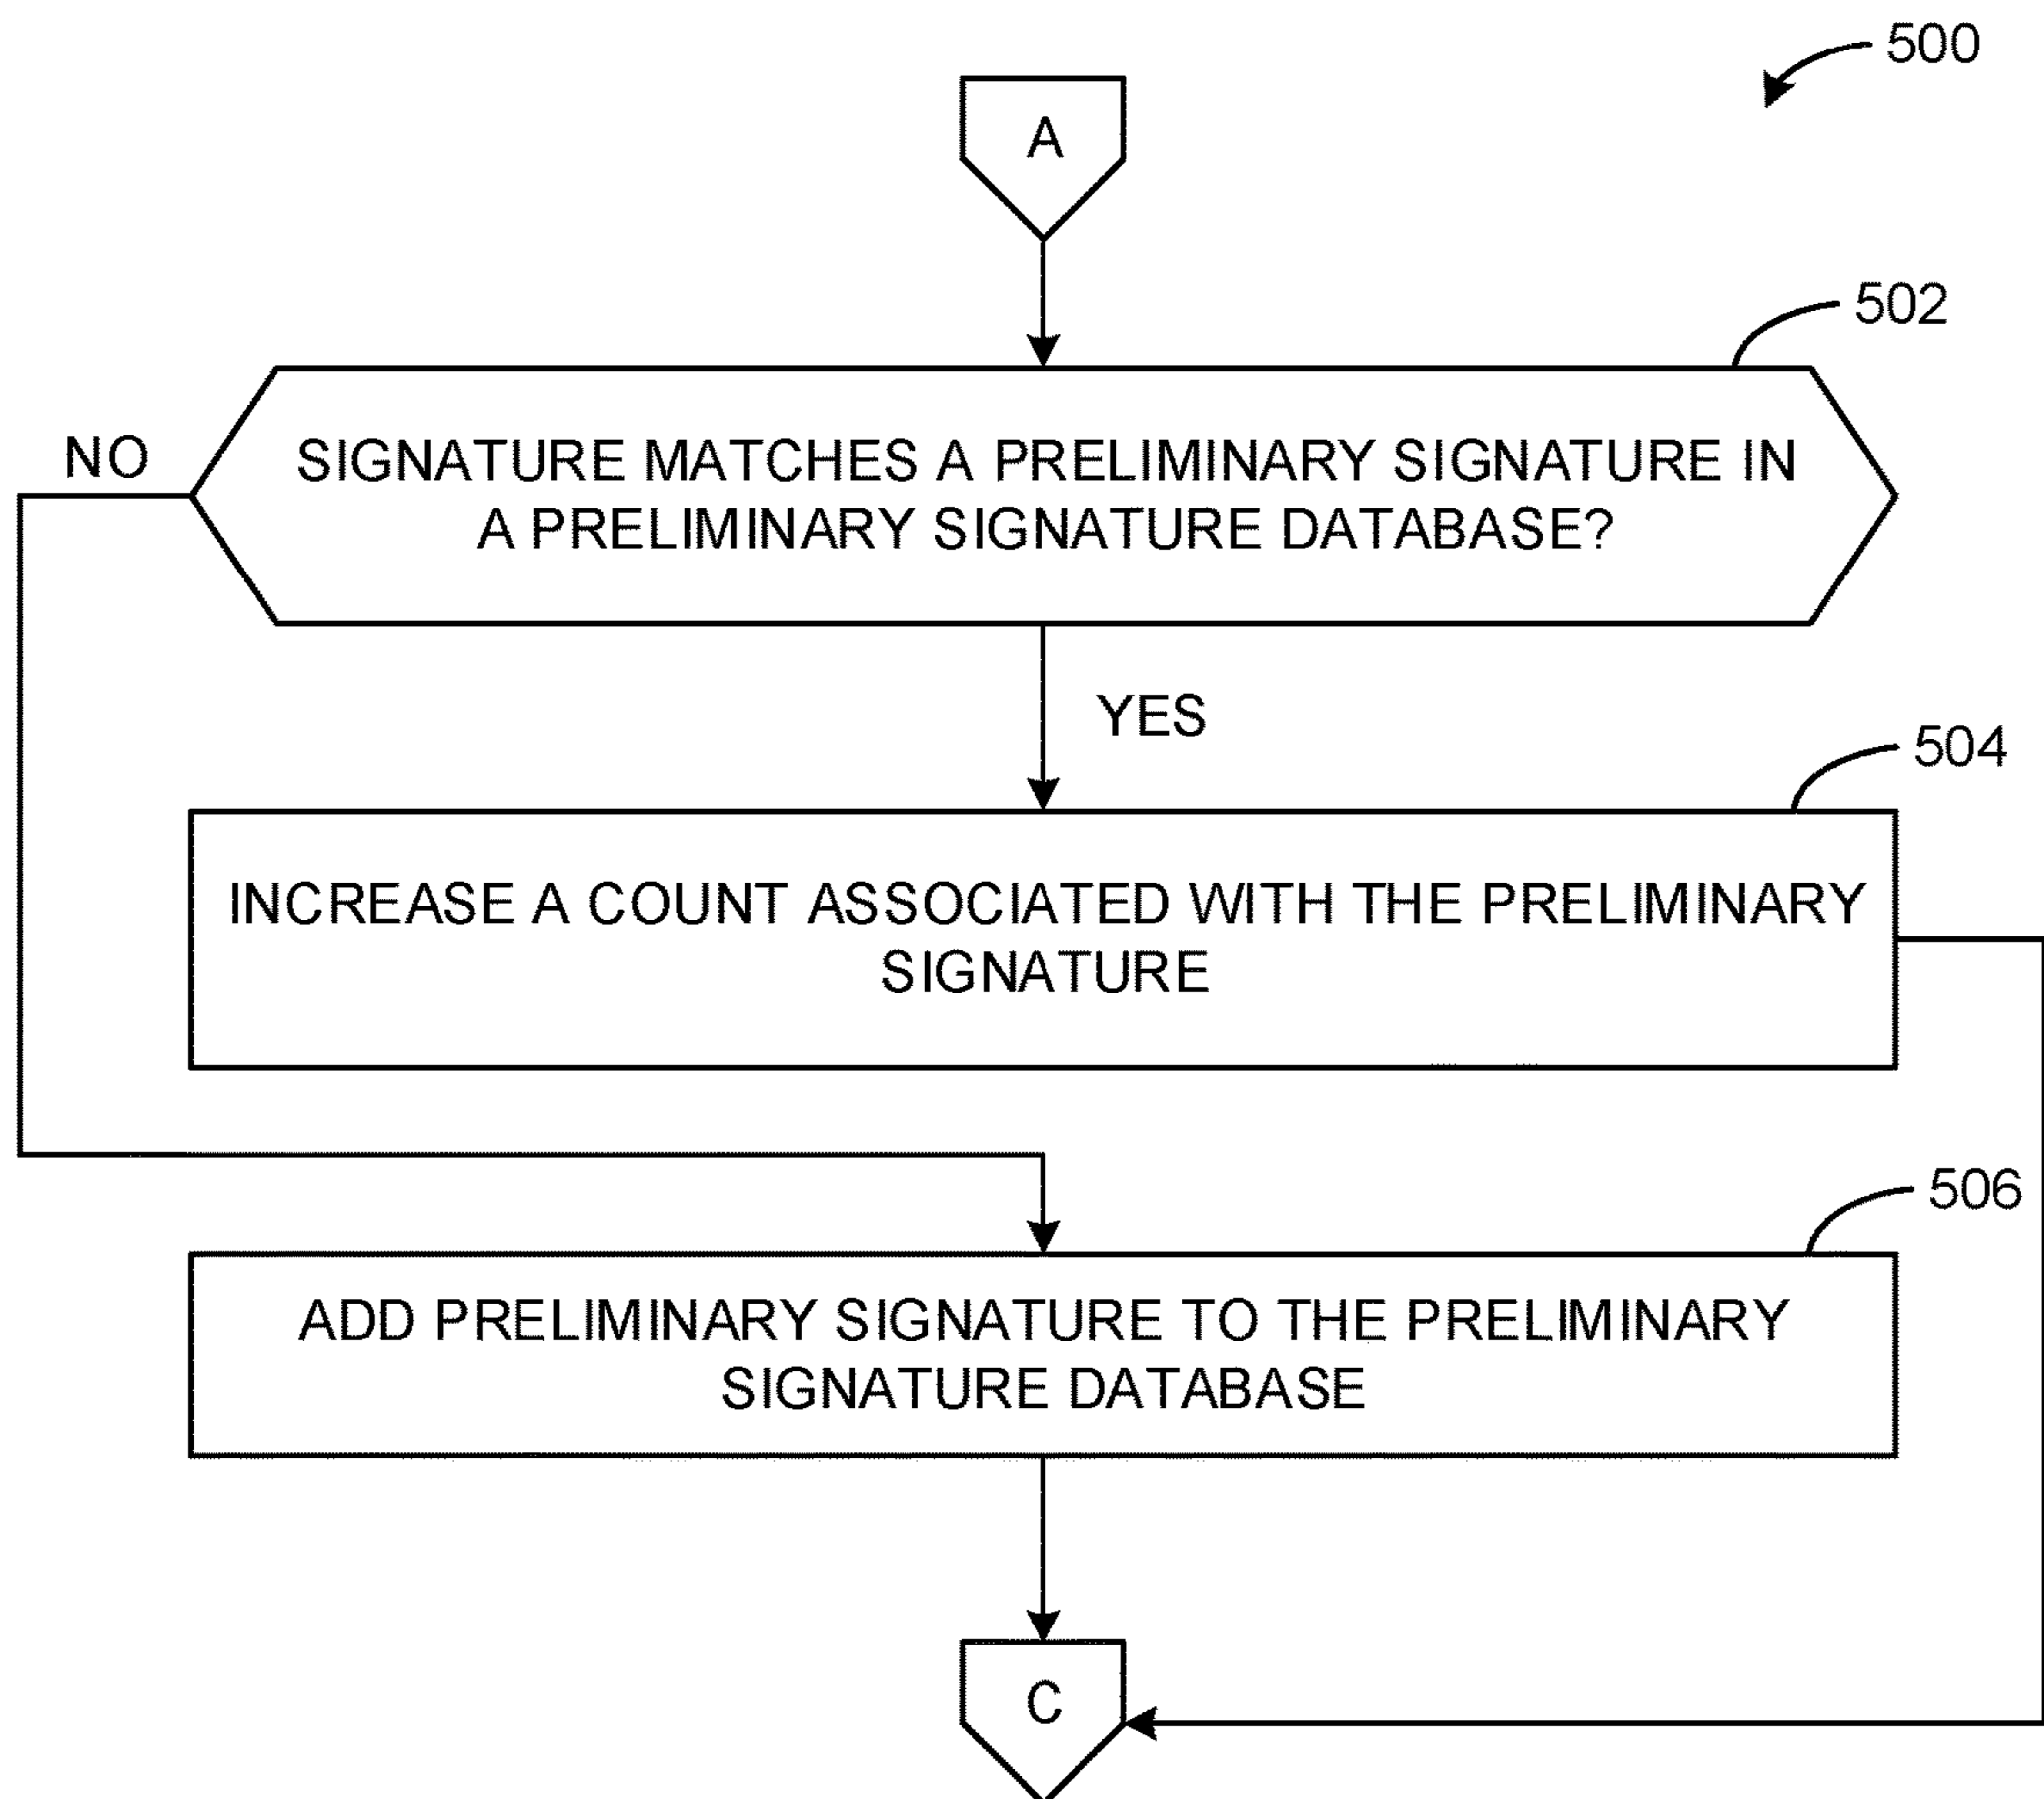 500
A
502
NO
SIGNATURE MATCHES A PRELIMINARY SIGNATURE IN
A PRELIMINARY SIGNATURE DATABASE?
YES
504
INCREASE A COUNT ASSOCIATED WITH THE PRELIMINARY
SIGNATURE
506
ADD PRELIMINARY SIGNATURE TO THE PRELIMINARY
SIGNATURE DATABASE
C